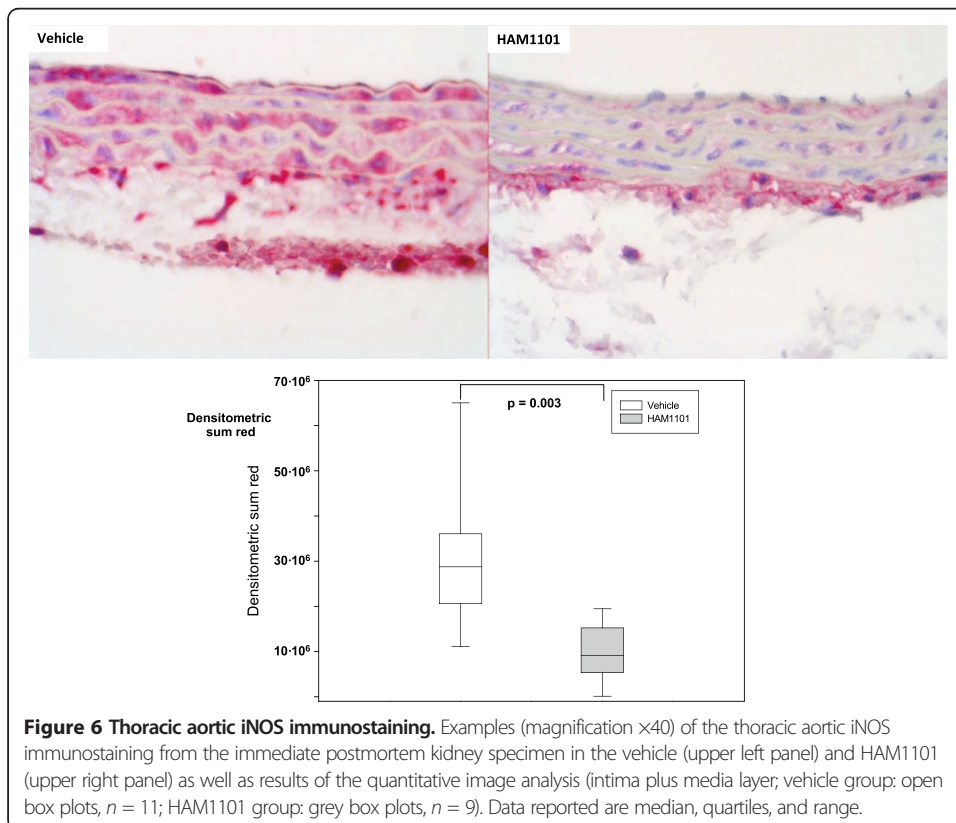 Vehicle
HAM1101
70·10⁶
Densitometric
sum red
p = 0.003
Vehicle
HAM1101
50·10⁶
Densitometric sum red
30·10⁶
10·10⁶
Figure 6 Thoracic aortic iNOS immunostaining. Examples (magnification ×40) of the thoracic aortic iNOS
immunostaining from the immediate postmortem kidney specimen in the vehicle (upper left panel) and HAM1101
(upper right panel) as well as results of the quantitative image analysis (intima plus media layer; vehicle group: open
box plots, n = 11; HAM1101 group: grey box plots, n = 9). Data reported are median, quartiles, and range.